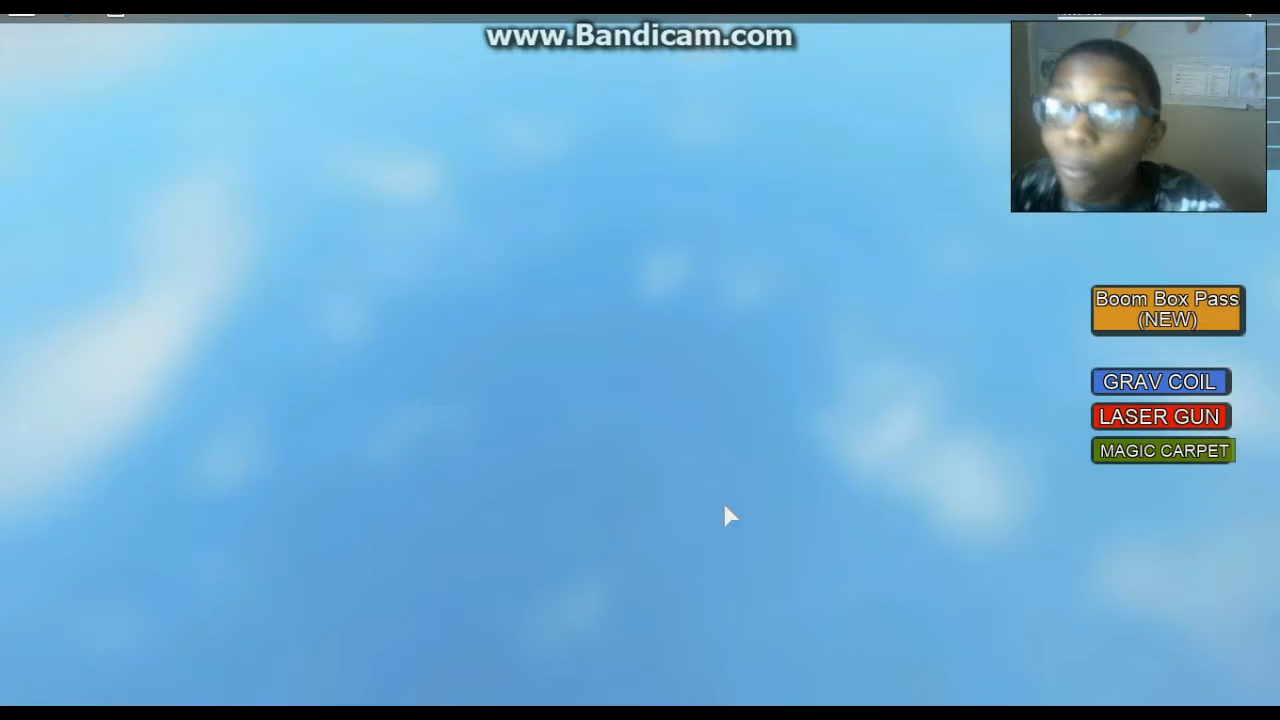 www.Bandicam.com
Boom Box Pass
(NEW)
GRAV COIL
LASER GUN
MAGIC CARPET